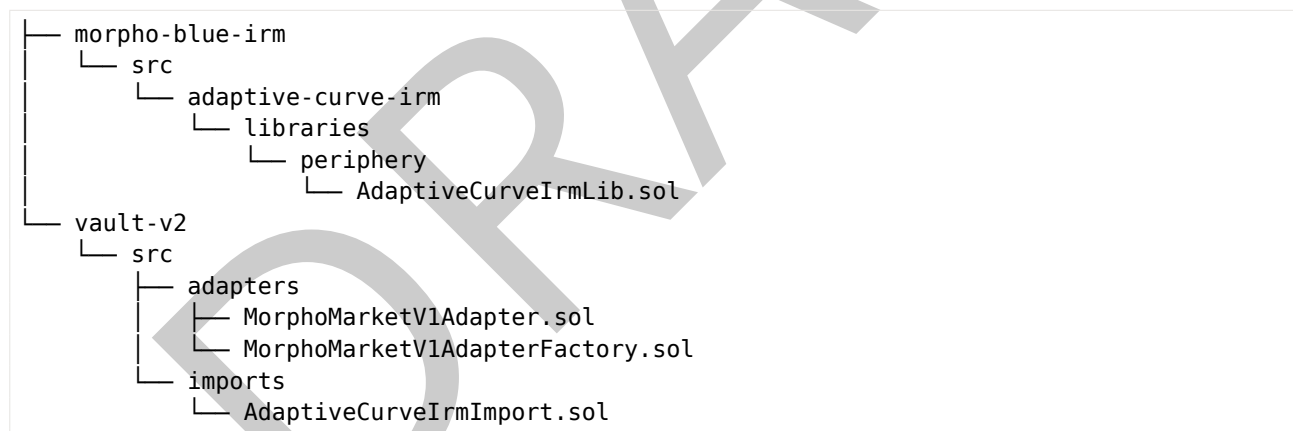 ├── morpho-blue-irm
│   └── src
│       └── adaptive-curve-irm
│           └── libraries
│               └── periphery
│                   └── AdaptiveCurveIrmLib.sol
└── vault-v2
    └── src
        ├── adapters
        │   ├── MorphoMarketV1Adapter.sol
        │   └── MorphoMarketV1AdapterFactory.sol
        └── imports
            └── AdaptiveCurveIrmImport.sol